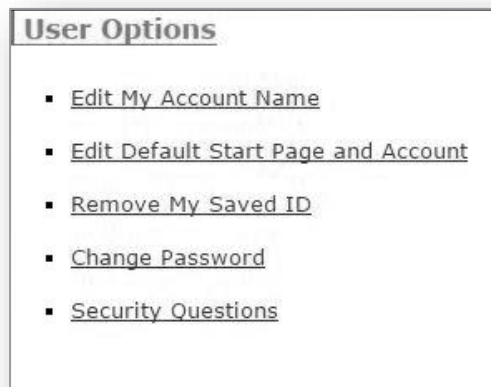 User Options
Edit My Account Name
Edit Default Start Page and Account
Remove My Saved ID
Change Password
Security Questions